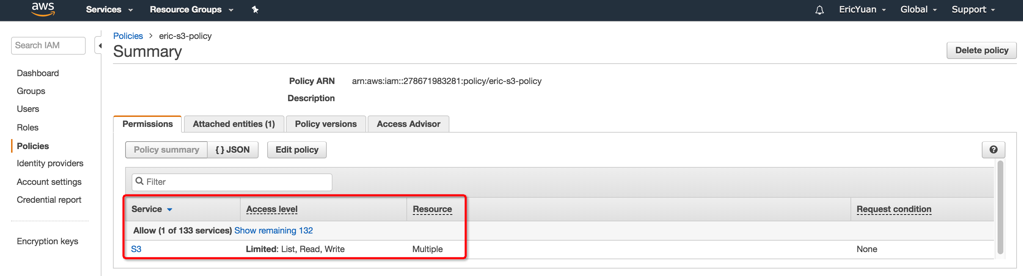 aws Services Resource Groups EricYuan Global Support
Search IAM
Policies > eric-s3-policy
Summary
Delete policy
Dashboard
Groups
Users
Roles
Policies
Identity providers
Account settings
Credential report
Encryption keys
Policy ARN arn:aws:iam::278671983281:policy/eric-s3-policy
Description
Permissions Attached entities (1) Policy versions Access Advisor
Policy summary { } JSON Edit policy
Filter
Service Access level Resource Request condition
Allow (1 of 133 services) Show remaining 132
S3 Limited: List, Read, Write Multiple None